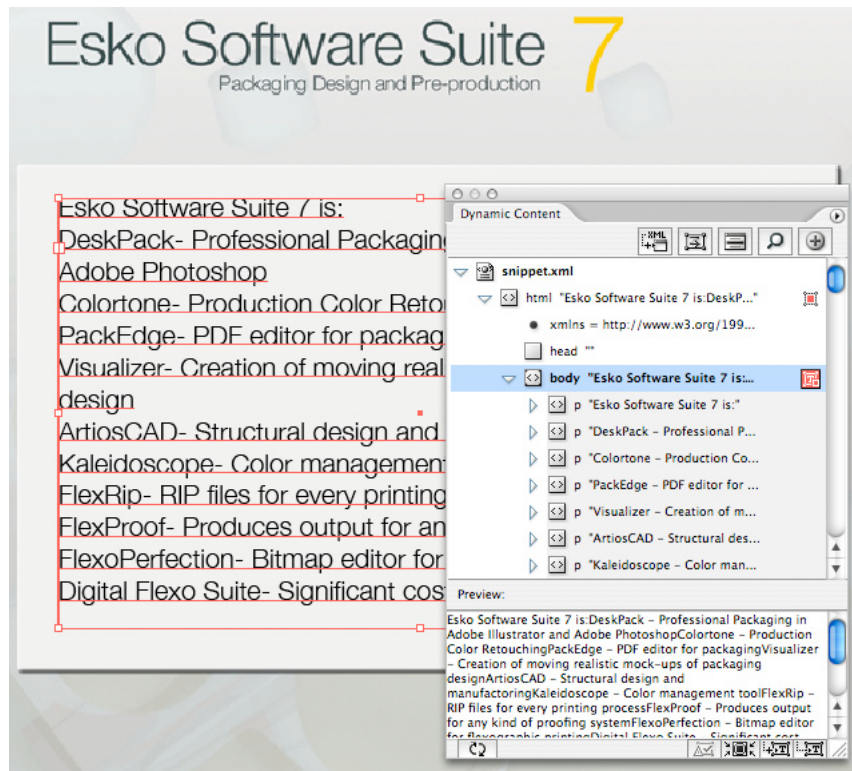 Esko Software Suite 7
Packaging Design and Pre-production
Esko Software Suite 7 is:
DeskPack- Professional Packagin
Adobe Photoshop
Colortone- Production Color Reto
PackEdge- PDF editor for packag
Visualizer- Creation of moving real
design
ArtiosCAD- Structural design and
Kaleidoscope- Color management
FlexRip- RIP files for every printing
FlexProof- Produces output for an
FlexoPerfection- Bitmap editor for
Digital Flexo Suite- Significant cos
Dynamic Content
XML
snippet.xml
html "Esko Software Suite 7 is:DeskP..."
xmlns = http://www.w3.org/199...
head ""
body "Esko Software Suite 7 is:...
p "Esko Software Suite 7 is:"
p "DeskPack – Professional P...
p "Colortone – Production Co...
p "PackEdge – PDF editor for ...
p "Visualizer – Creation of m...
p "ArtiosCAD – Structural des...
p "Kaleidoscope – Color man...
Preview:
Esko Software Suite 7 is:DeskPack – Professional Packaging in
Adobe Illustrator and Adobe PhotoshopColortone – Production
Color RetouchingPackEdge – PDF editor for packagingVisualizer
– Creation of moving realistic mock-ups of packaging
designArtiosCAD – Structural design and
manufactoringKaleidoscope – Color management toolFlexRip –
RIP files for every printing processFlexProof – Produces output
for any kind of proofing systemFlexoPerfection – Bitmap editor
for flexographic printingDigital Flexo Suite – Significant cost